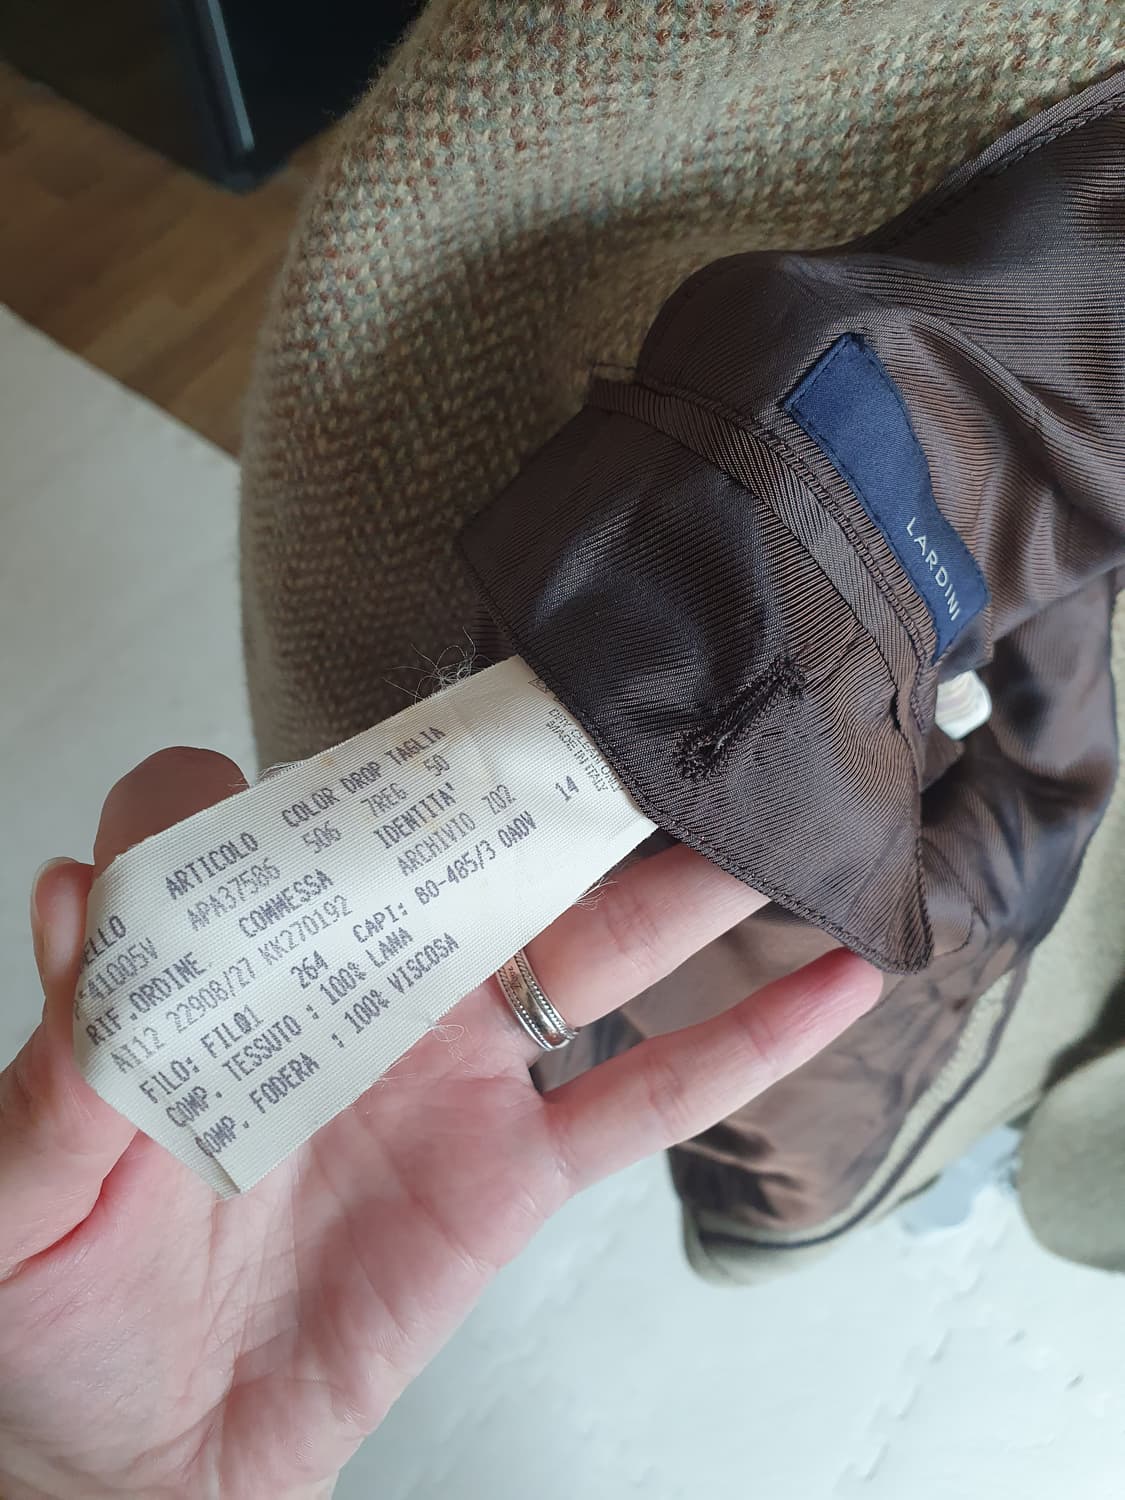 LARDINI
ARTICOLO COLOR DROP TAGLIA
APA37586 506 7REG 50
RIF.ORDINE. COMMESSA IDENTITA'
AI12 22908/27 KK270192 ARCHIVIO 702 14
FILO: FIL01 264 CAPI: 80-485/3 0A0V
COMP. TESSUTO : 100% LANA
COMP. FODERA : 100% VISCOSA
MADE IN ITALY